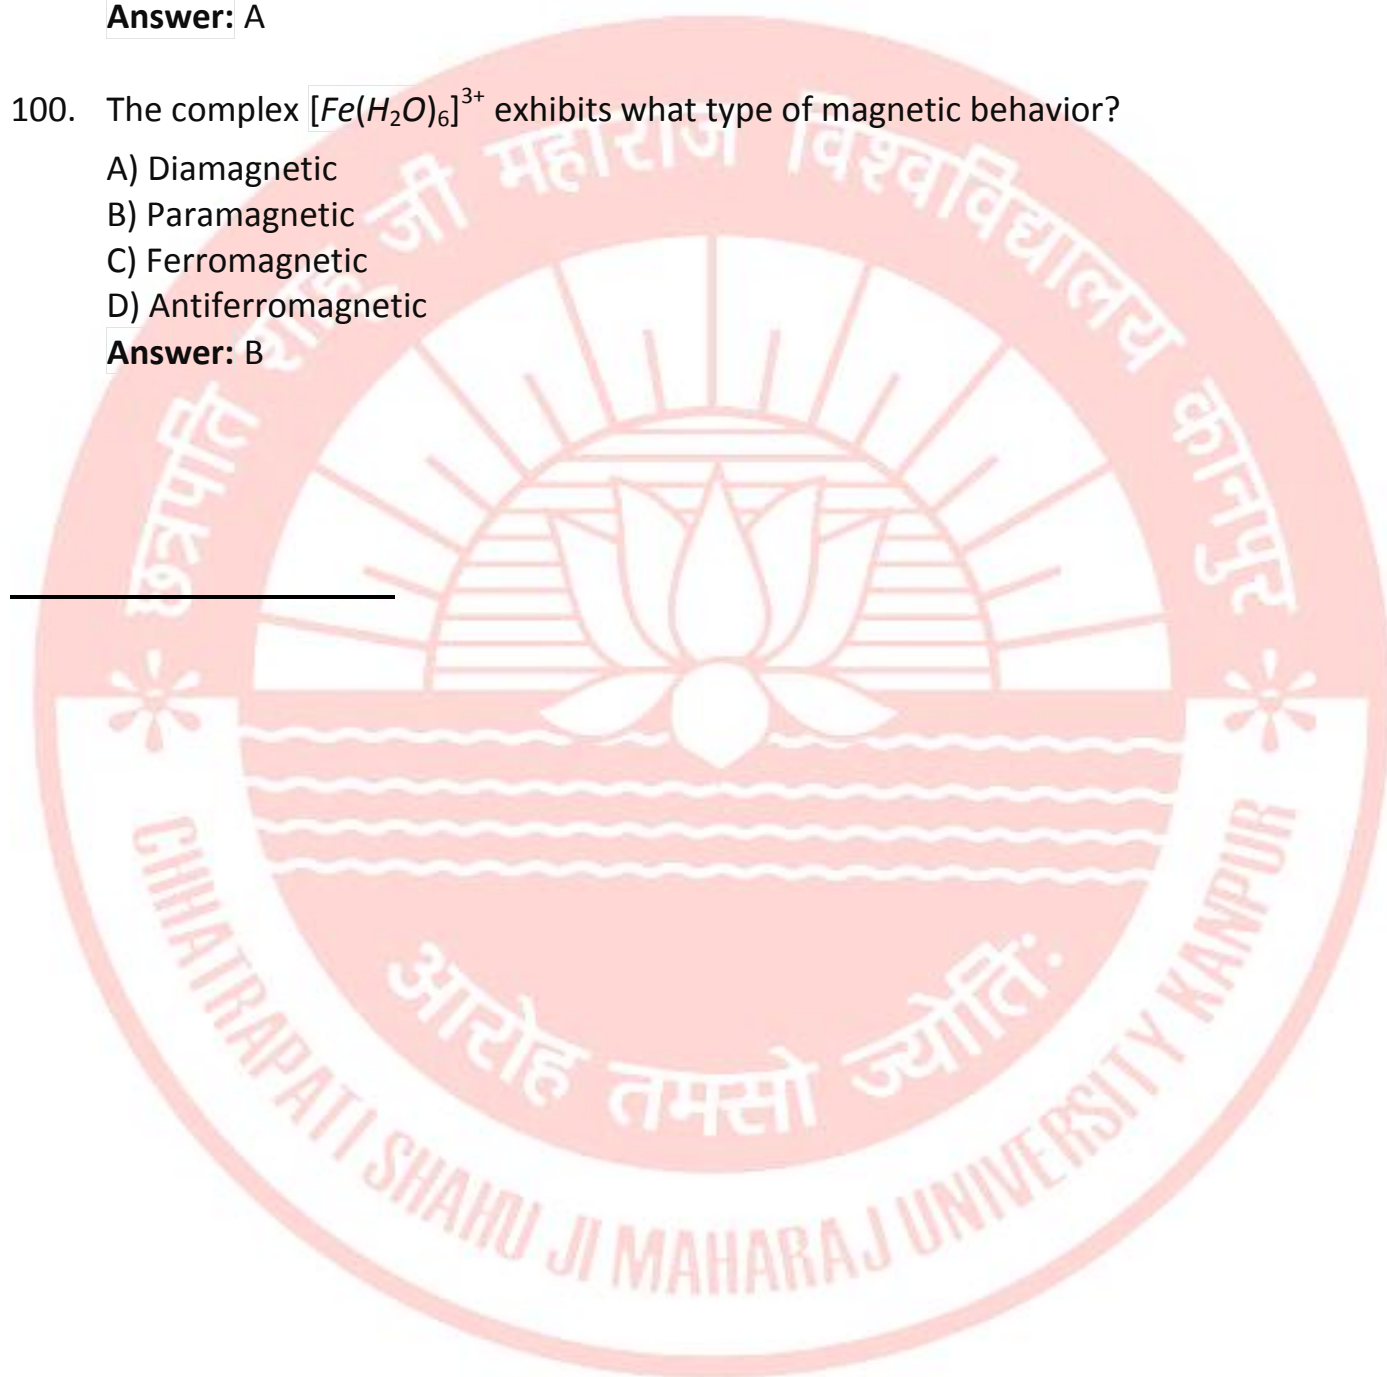 Answer: A
100. The complex [Fe(H₂O)₆]³⁺ exhibits what type of magnetic behavior?
A) Diamagnetic
B) Paramagnetic
C) Ferromagnetic
D) Antiferromagnetic
Answer: B
छत्रपति शाहू जी महाराज विश्वविद्यालय कानपुर
आरोह तमसो ज्योतिः
CHHATRAPATI SHAHU JI MAHARAJ UNIVERSITY KANPUR